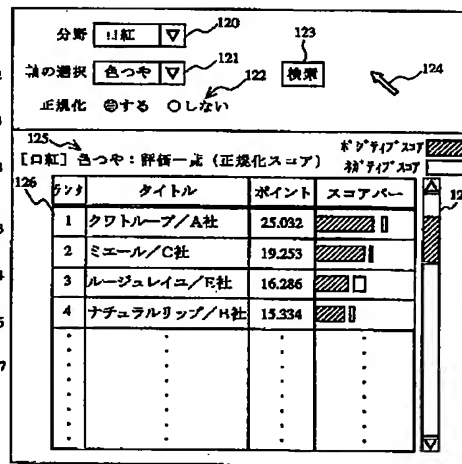 分野 口紅 ▽ 120
123
121
軸の選択 色つや ▽ 検索
122
124
正規化 する しない
125 ポジティブスコア
[口紅] 色つや:評価一点(正規化スコア) ネガティブスコア
126 ランク タイトル ポイント スコアバー
1 クワトループ/A社 25.032
2 ミエール/C社 19.253
3 ルージュレイユ/E社 16.286
4 ナチュラルリップ/H社 15.334